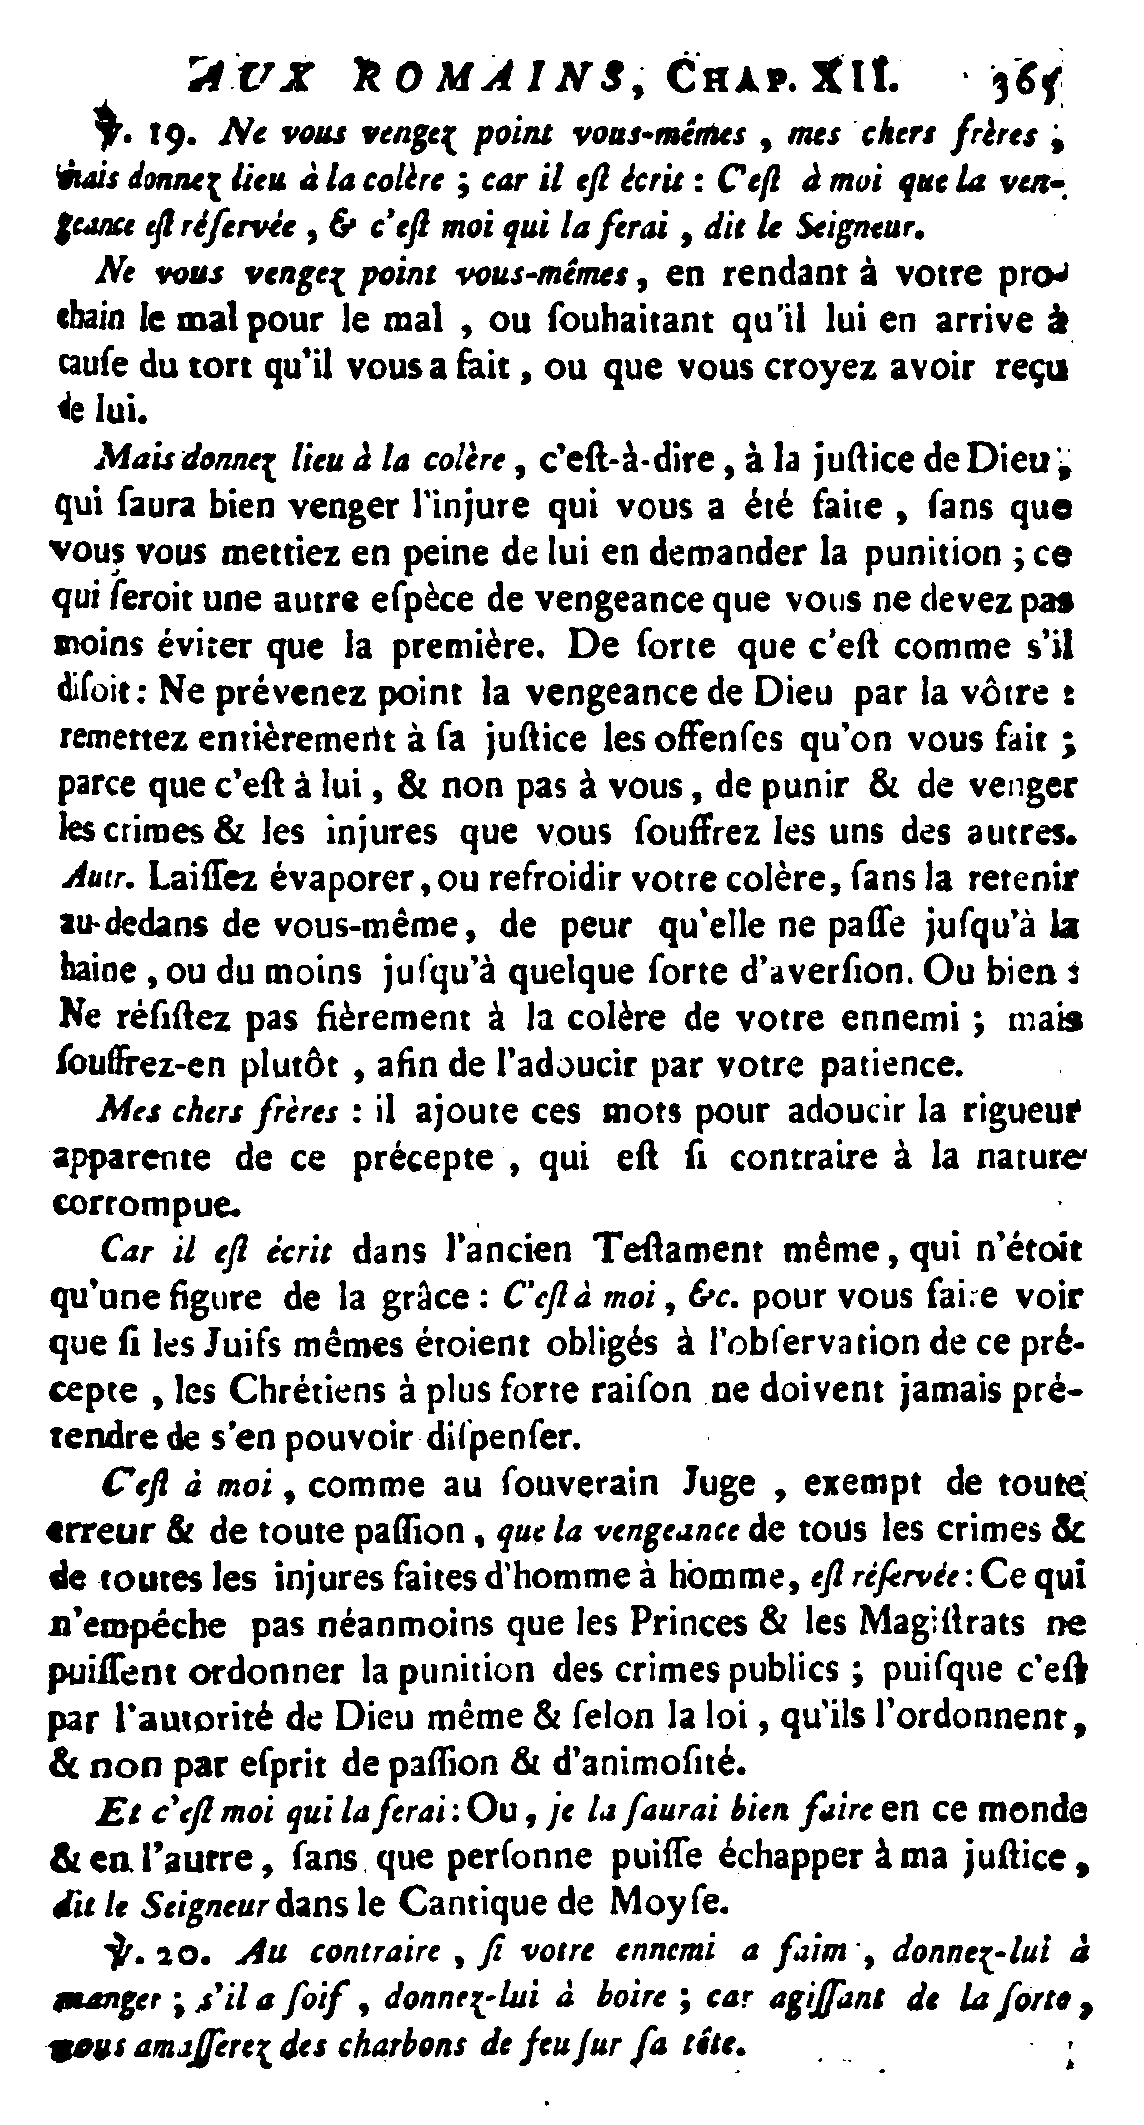 AUX ROMAINS, CHAP. XII. 365
℣. 19. Ne vous vengez point vous-mêmes, mes chers frères ;
mais donnez lieu à la colère ; car il eſt écrit : C'eſt à moi que la ven-
geance eſt réſervée, & c'eſt moi qui la ferai, dit le Seigneur.
Ne vous vengez point vous-mêmes, en rendant à votre pro-
chain le mal pour le mal, ou ſouhaitant qu'il lui en arrive à
cauſe du tort qu'il vous a fait, ou que vous croyez avoir reçu
de lui.
Mais donnez lieu à la colère, c'eſt-à-dire, à la juſtice de Dieu,
qui ſaura bien venger l'injure qui vous a été faite, ſans que
vous vous mettiez en peine de lui en demander la punition ; ce
qui ſeroit une autre eſpèce de vengeance que vous ne devez pas
moins éviter que la première. De ſorte que c'eſt comme s'il
diſoit : Ne prévenez point la vengeance de Dieu par la vôtre :
remettez entièrement à ſa juſtice les offenſes qu'on vous fait ;
parce que c'eſt à lui, & non pas à vous, de punir & de venger
les crimes & les injures que vous ſouffrez les uns des autres.
Autr. Laiſſez évaporer, ou refroidir votre colère, ſans la retenir
au-dedans de vous-même, de peur qu'elle ne paſſe juſqu'à la
haine, ou du moins juſqu'à quelque ſorte d'averſion. Ou bien :
Ne réſiſtez pas fièrement à la colère de votre ennemi ; mais
ſouffrez-en plutôt, afin de l'adoucir par votre patience.
Mes chers frères : il ajoute ces mots pour adoucir la rigueur
apparente de ce précepte, qui eſt ſi contraire à la nature
corrompue.
Car il eſt écrit dans l'ancien Teſtament même, qui n'étoit
qu'une figure de la grâce : C'eſt à moi, &c. pour vous faire voir
que ſi les Juifs mêmes étoient obligés à l'obſervation de ce pré-
cepte, les Chrétiens à plus forte raiſon ne doivent jamais pré-
tendre de s'en pouvoir diſpenſer.
C'eſt à moi, comme au ſouverain Juge, exempt de toute
erreur & de toute paſſion, que la vengeance de tous les crimes &
de toutes les injures faites d'homme à homme, eſt réſervée : Ce qui
n'empêche pas néanmoins que les Princes & les Magiſtrats ne
puiſſent ordonner la punition des crimes publics ; puiſque c'eſt
par l'autorité de Dieu même & ſelon la loi, qu'ils l'ordonnent,
& non par eſprit de paſſion & d'animoſité.
Et c'eſt moi qui la ferai : Ou, je la ſaurai bien faire en ce monde
& en l'autre, ſans que perſonne puiſſe échapper à ma juſtice,
dit le Seigneur dans le Cantique de Moyſe.
℣. 20. Au contraire, ſi votre ennemi a faim, donnez-lui à
manger ; s'il a ſoif, donnez-lui à boire ; car agiſſant de la ſorte,
vous amaſſerez des charbons de feu ſur ſa tête.